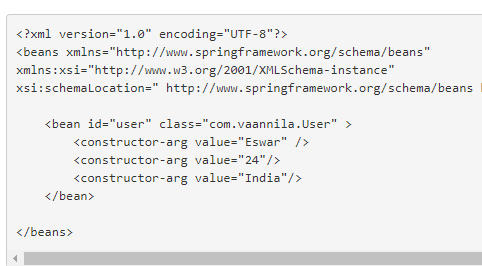 <?xml version="1.0" encoding="UTF-8"?>
<beans xmlns="http://www.springframework.org/schema/beans"
xmlns:xsi="http://www.w3.org/2001/XMLSchema-instance"
xsi:schemaLocation=" http://www.springframework.org/schema/beans
<bean id="user" class="com.vaannila.User" >
<constructor-arg value="Eswar" />
<constructor-arg value="24"/>
<constructor-arg value="India"/>
</bean>
</beans>